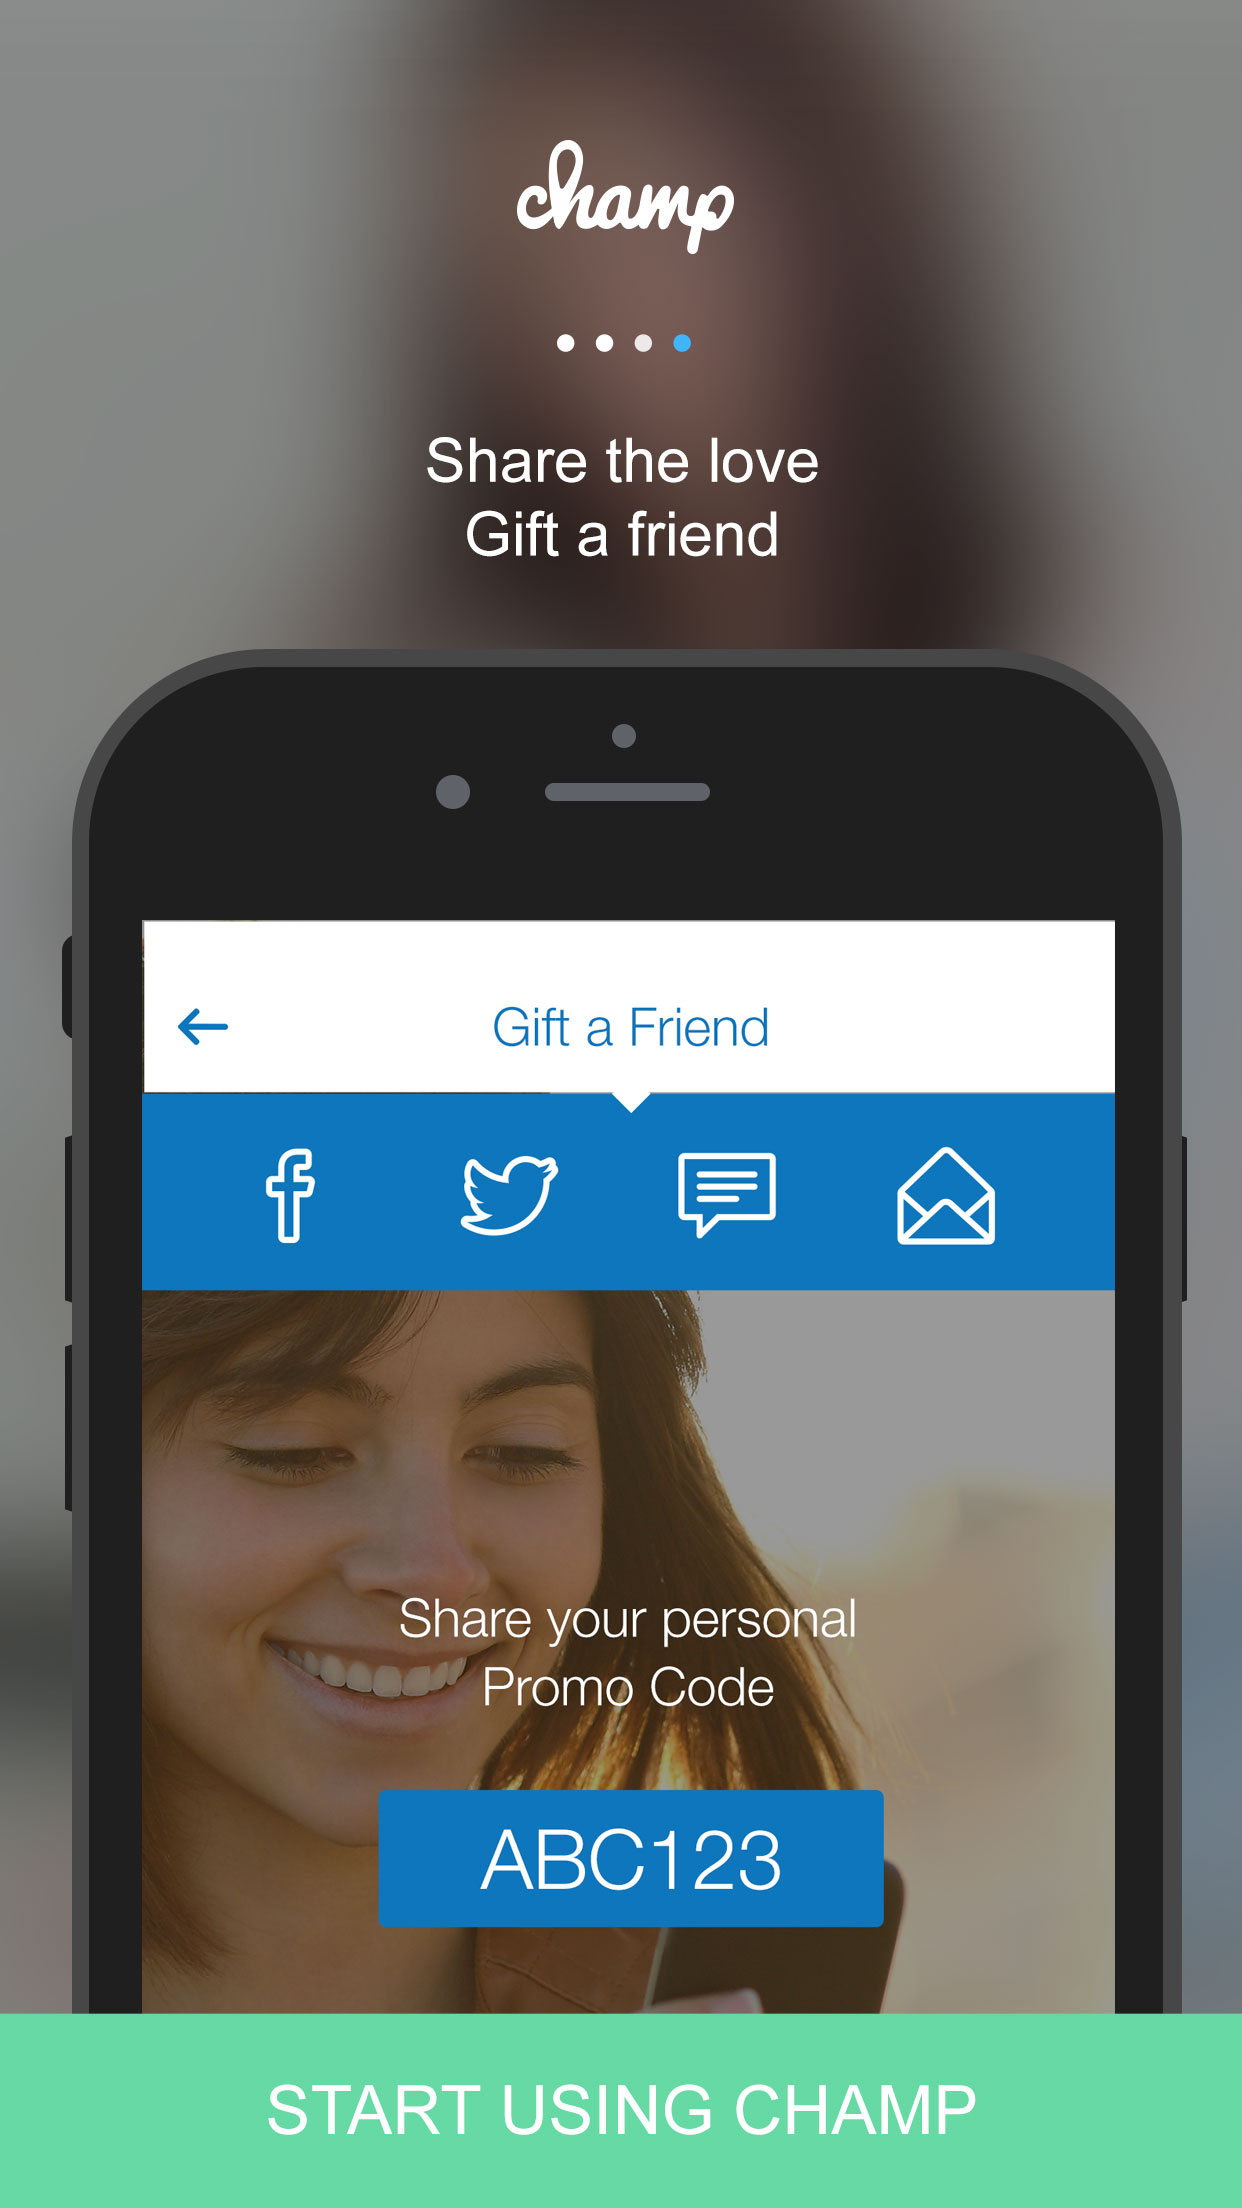 champ
Share the love
Gift a friend
Gift a Friend
Share your personal
Promo Code
ABC123
START USING CHAMP